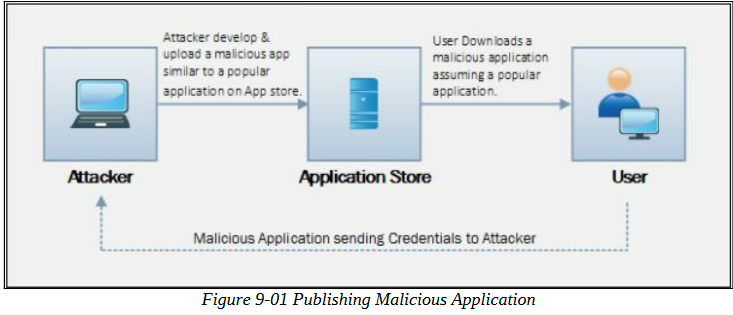 Attacker develop &
upload a malicious app
similar to a popular
application on App store.
User Downloads a
malicious application
assuming a popular
application.
Attacker
Application Store
User
Malicious Application sending Credentials to Attacker
Figure 9-01 Publishing Malicious Application